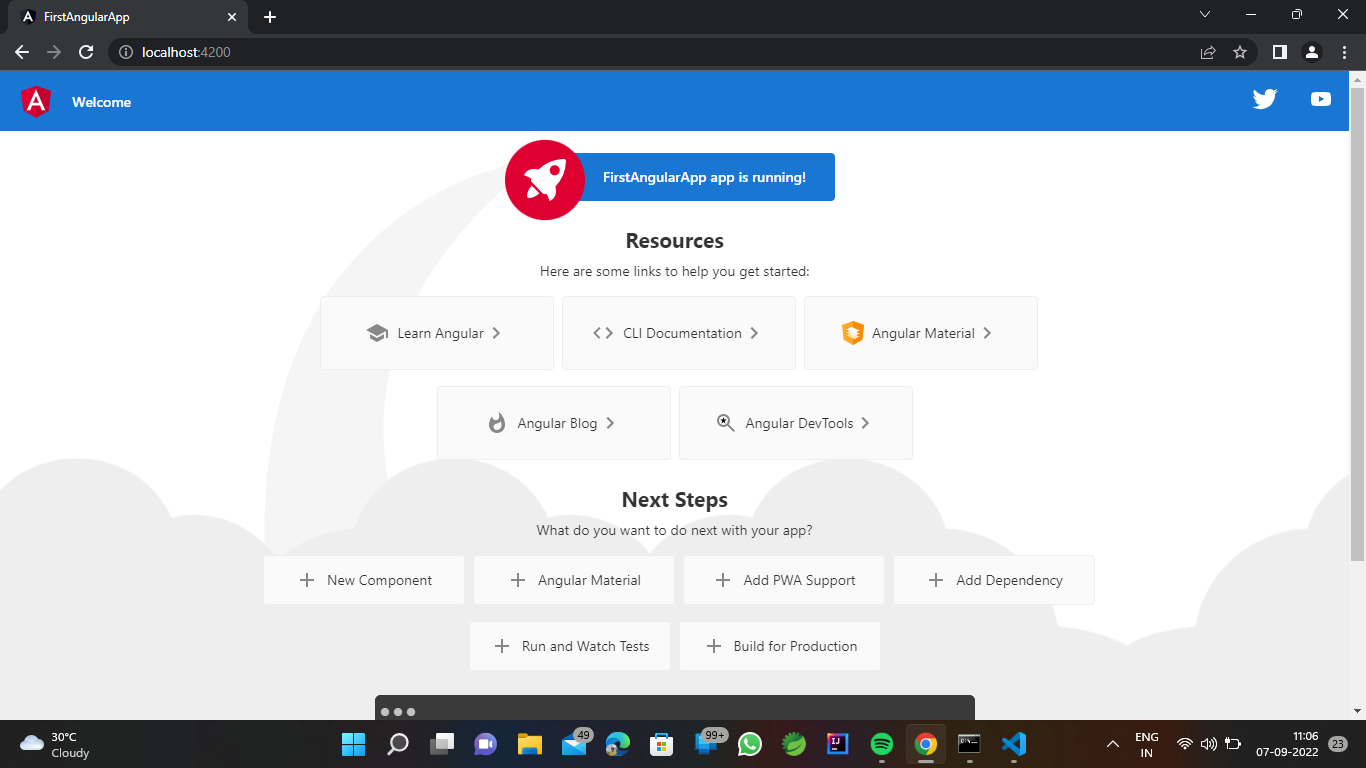 FirstAngularApp
localhost:4200
Welcome
FirstAngularApp app is running!
Resources
Here are some links to help you get started:
Learn Angular
CLI Documentation
Angular Material
Angular Blog
Angular DevTools
Next Steps
What do you want to do next with your app?
New Component
Angular Material
Add PWA Support
Add Dependency
Run and Watch Tests
Build for Production
30°C
Cloudy
49
99+
ENG
IN
11:06
07-09-2022
23